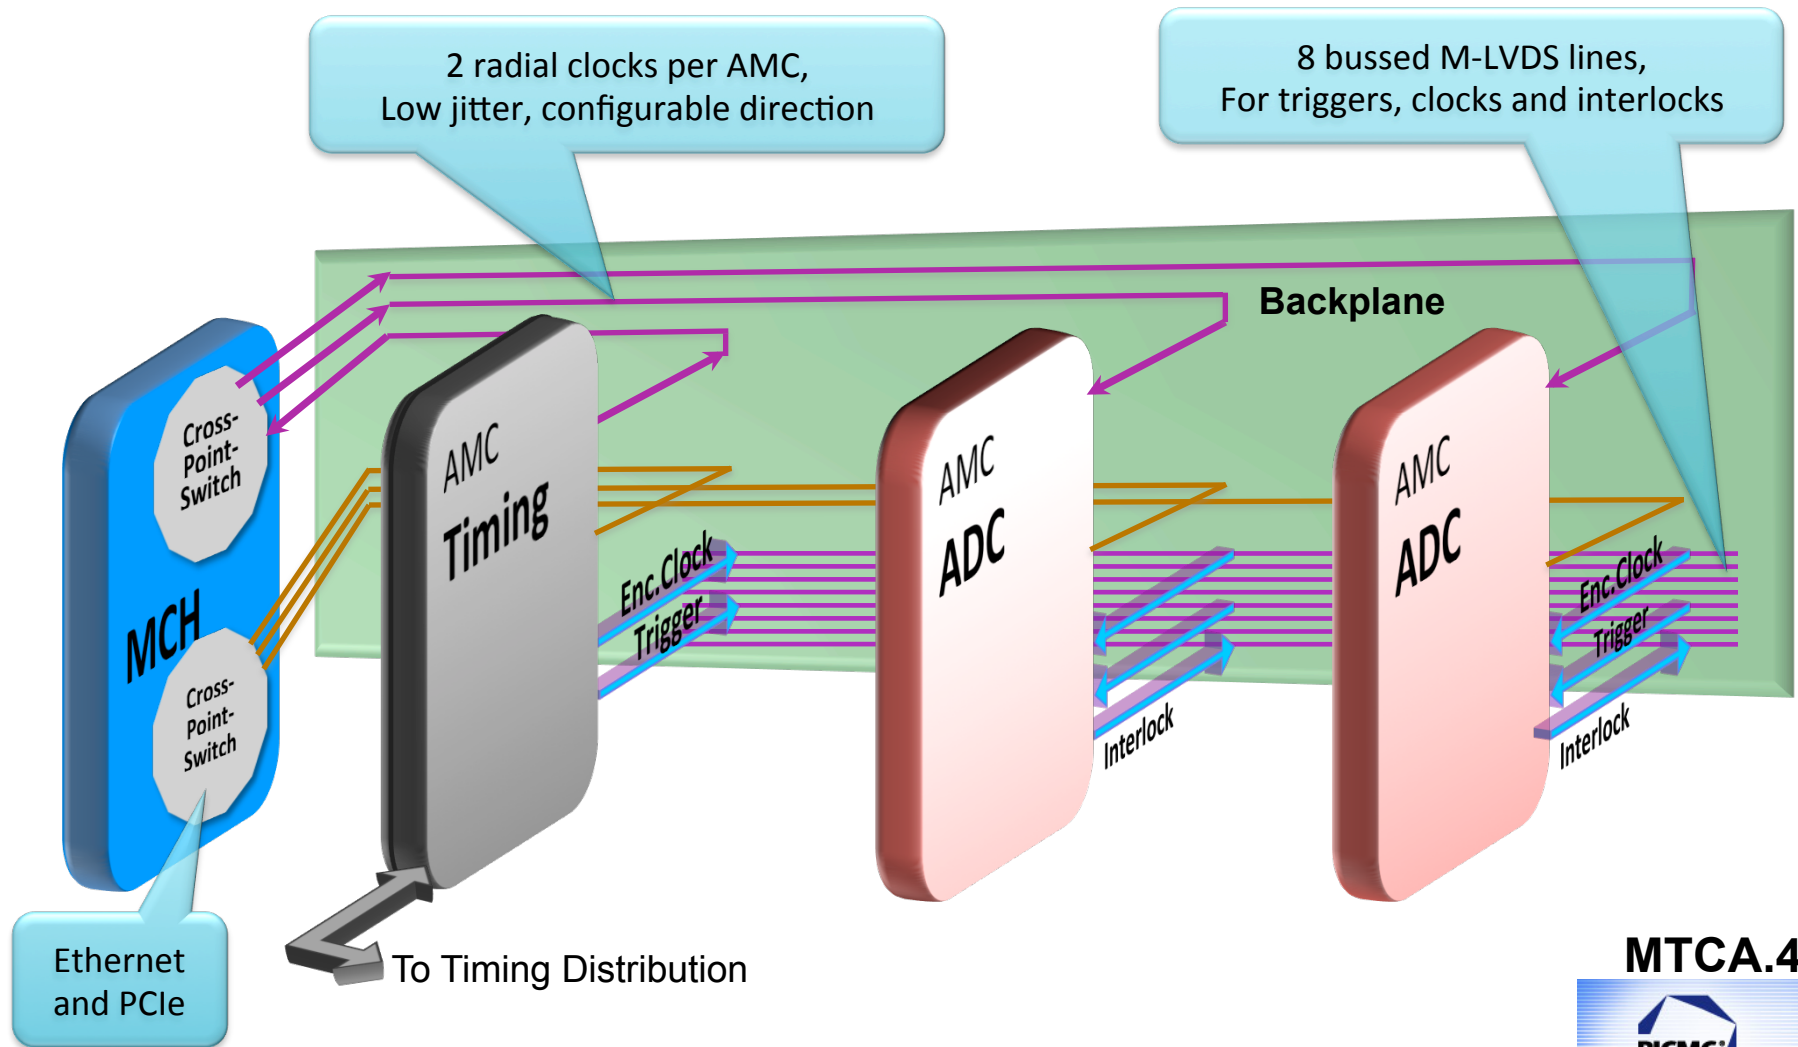 2 radial clocks per AMC,
Low jitter, configurable direction
8 bussed M-LVDS lines,
For triggers, clocks and interlocks
Backplane
Cross-
Point-
Switch
MCH
Cross-
Point-
Switch
AMC
Timing
Enc.Clock
Trigger
AMC
ADC
Interlock
AMC
ADC
Enc.Clock
Trigger
Interlock
Ethernet
and PCIe
To Timing Distribution
MTCA.4
PICMG